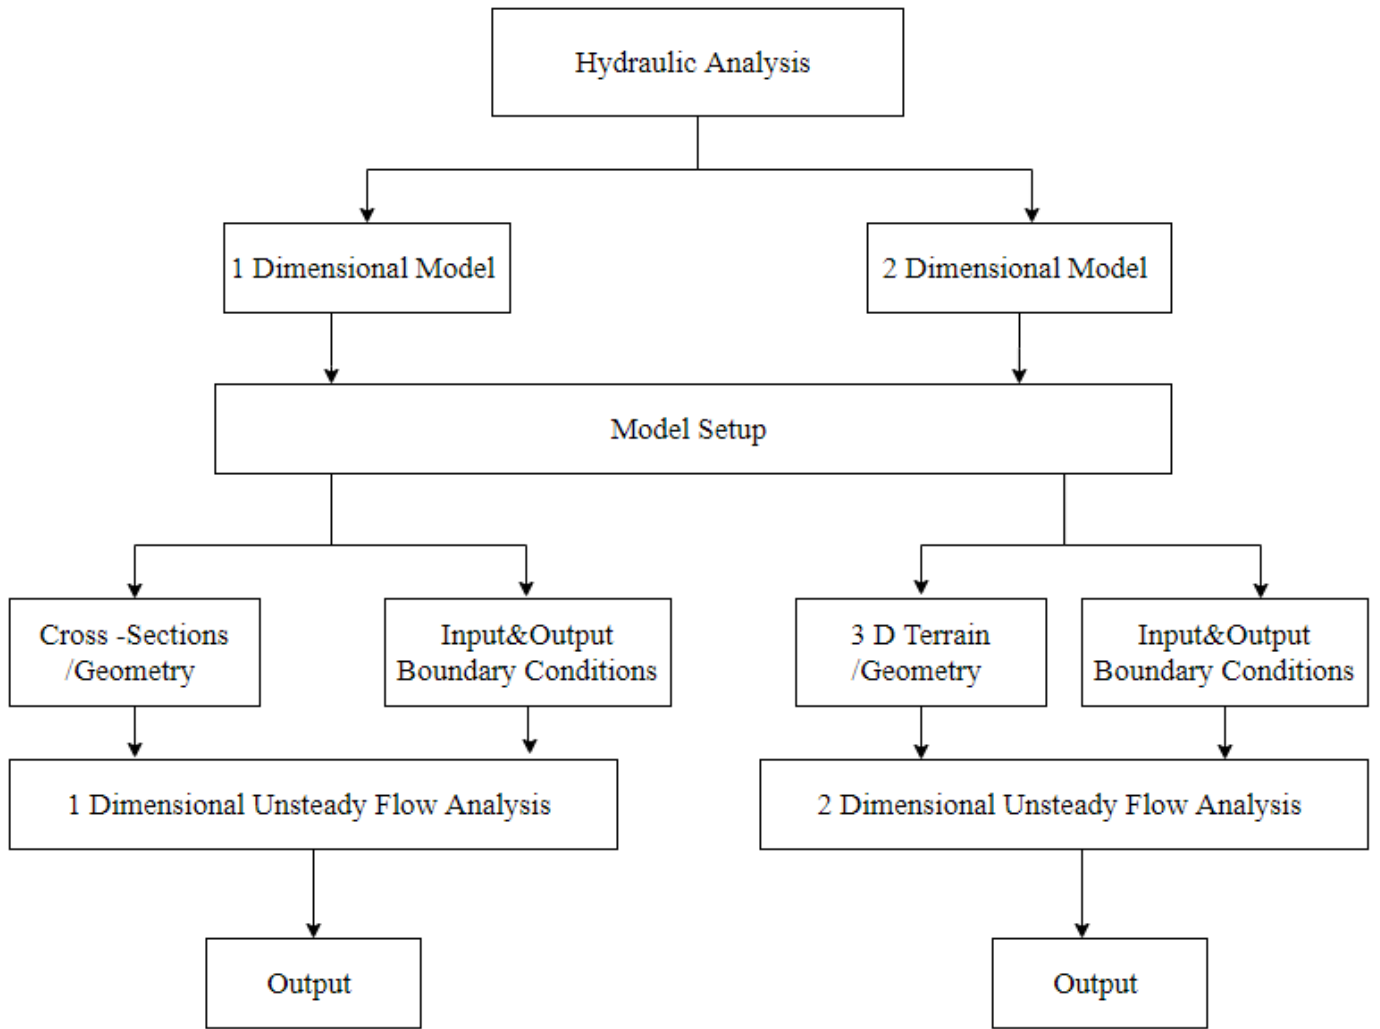 Hydraulic Analysis
1 Dimensional Model
2 Dimensional Model
Model Setup
Cross -Sections
/Geometry
Input&Output
Boundary Conditions
3 D Terrain
/Geometry
Input&Output
Boundary Conditions
1 Dimensional Unsteady Flow Analysis
2 Dimensional Unsteady Flow Analysis
Output
Output